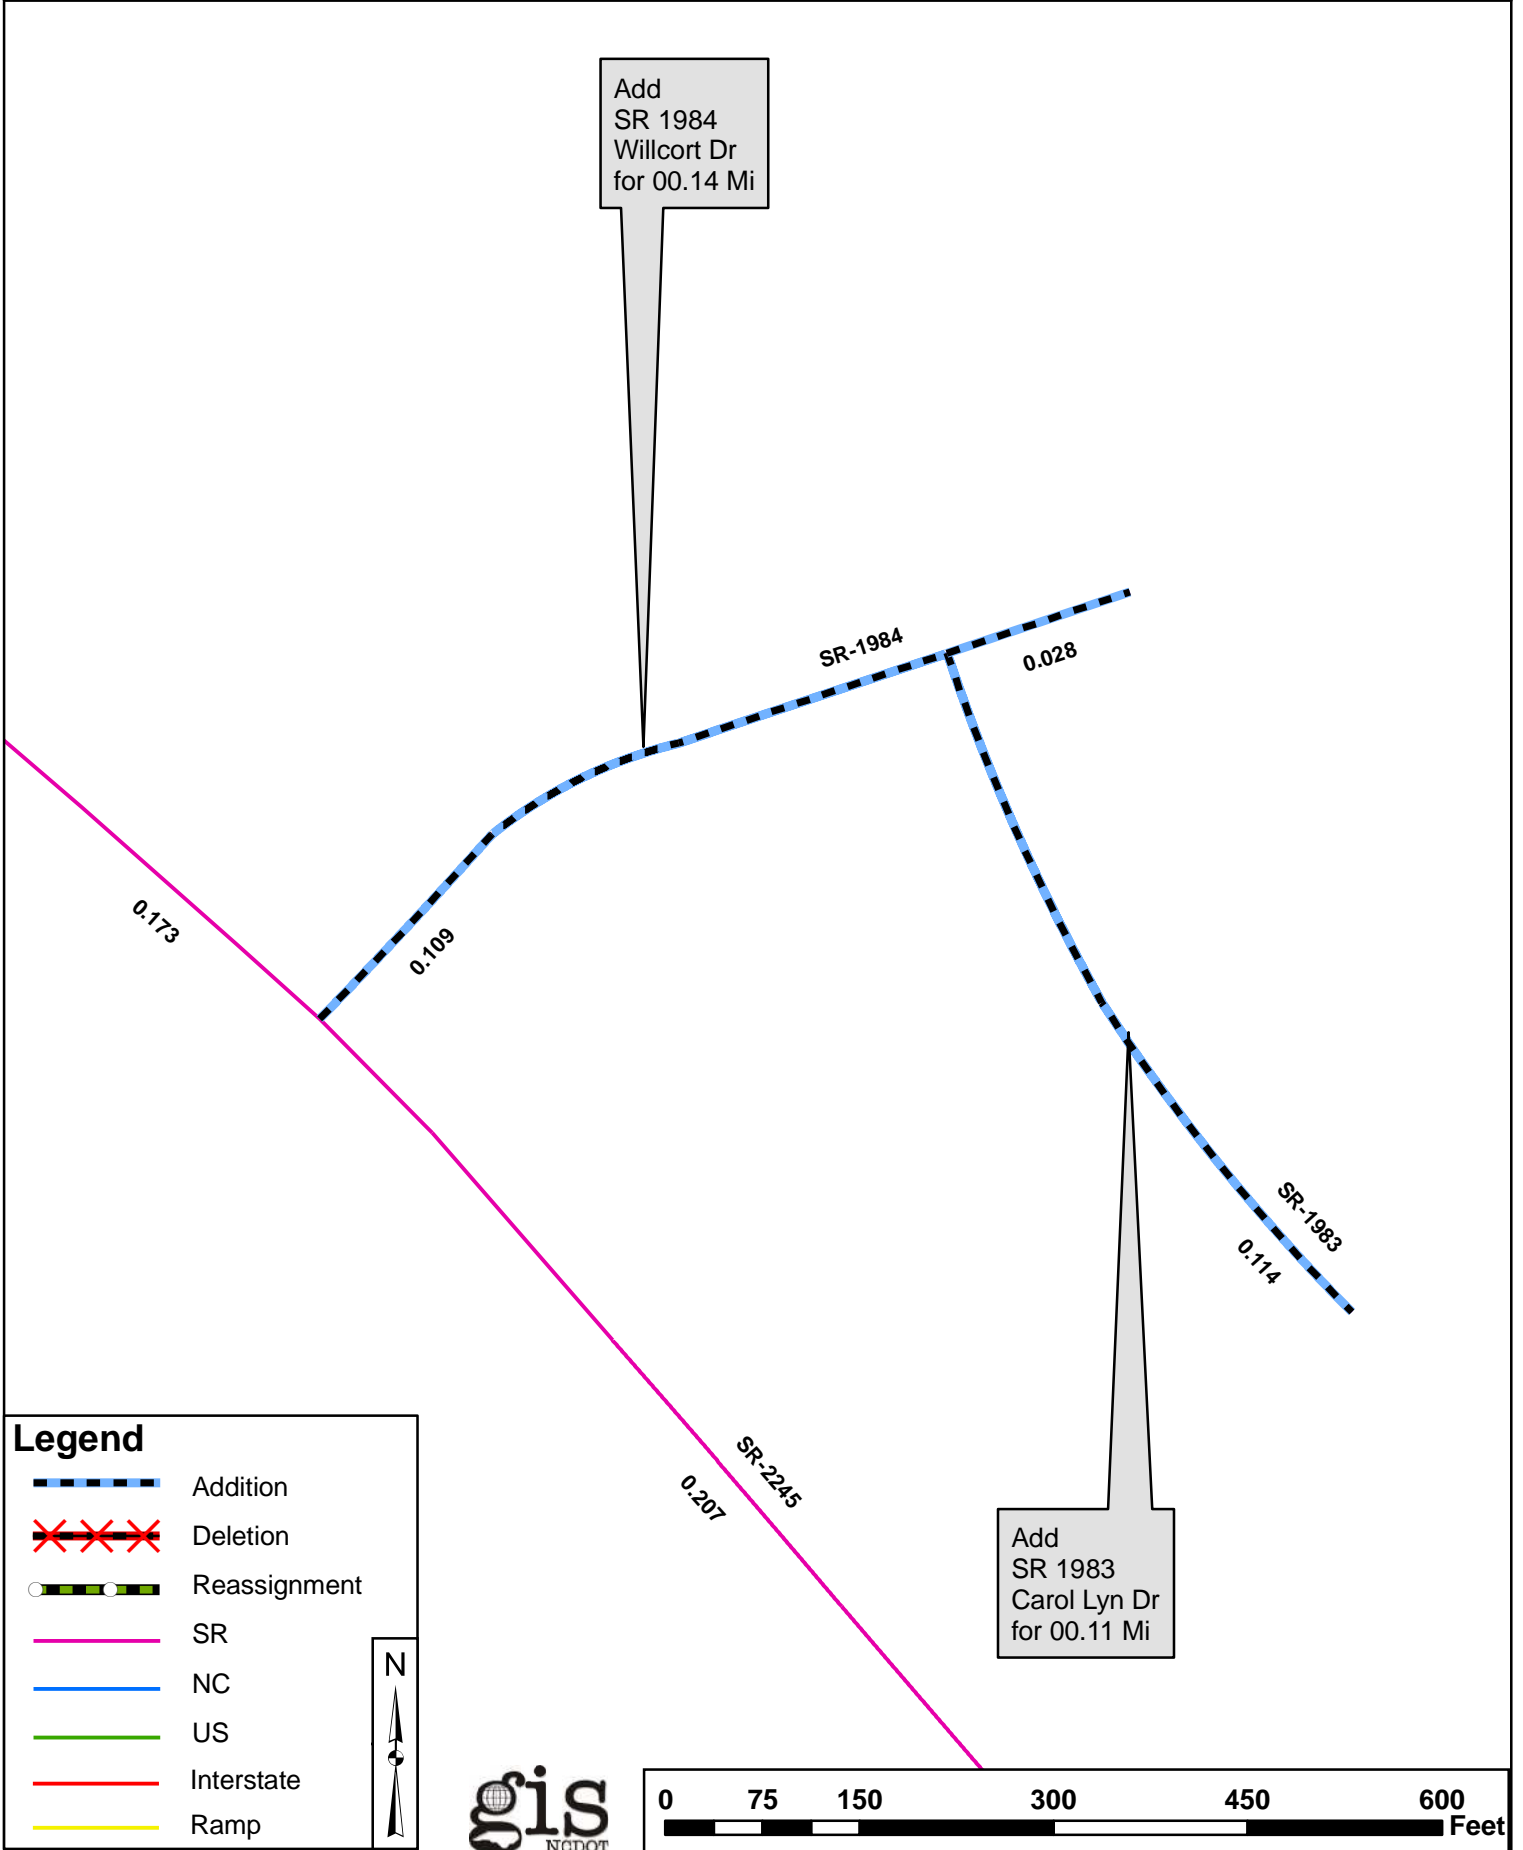 Add
SR 1984
Willcort Dr
for 00.14 Mi
SR-1984
0.028
0.173
0.109
SR-1983
0.114
SR-2245
0.207
Add
SR 1983
Carol Lyn Dr
for 00.11 Mi
Legend
Addition
Deletion
Reassignment
SR
NC
US
Interstate
Ramp
N
gis
NCDOT
0 75 150 300 450 600
Feet